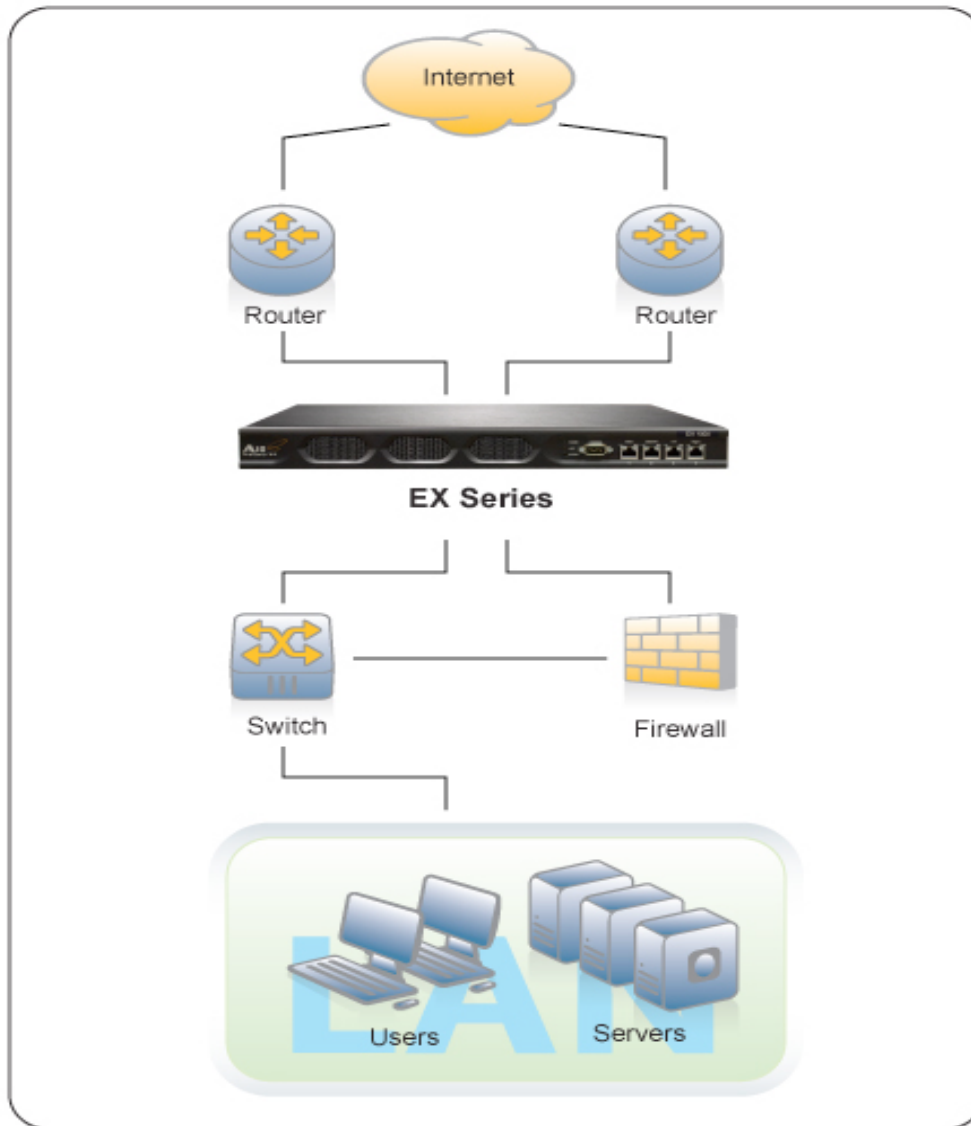 Internet
Router
Router
EX Series
Switch
Firewall
LAN
Users
Servers